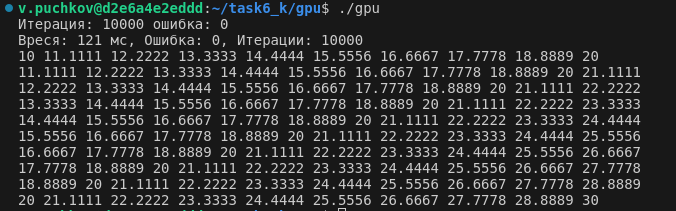 v.puchkov@d2e6a4e2eddd:~/task6_k/gpu$ ./gpu
Итерация: 10000 ошибка: 0
Вреся: 121 мс, Ошибка: 0, Итерации: 10000
10 11.1111 12.2222 13.3333 14.4444 15.5556 16.6667 17.7778 18.8889 20
11.1111 12.2222 13.3333 14.4444 15.5556 16.6667 17.7778 18.8889 20 21.1111
12.2222 13.3333 14.4444 15.5556 16.6667 17.7778 18.8889 20 21.1111 22.2222
13.3333 14.4444 15.5556 16.6667 17.7778 18.8889 20 21.1111 22.2222 23.3333
14.4444 15.5556 16.6667 17.7778 18.8889 20 21.1111 22.2222 23.3333 24.4444
15.5556 16.6667 17.7778 18.8889 20 21.1111 22.2222 23.3333 24.4444 25.5556
16.6667 17.7778 18.8889 20 21.1111 22.2222 23.3333 24.4444 25.5556 26.6667
17.7778 18.8889 20 21.1111 22.2222 23.3333 24.4444 25.5556 26.6667 27.7778
18.8889 20 21.1111 22.2222 23.3333 24.4444 25.5556 26.6667 27.7778 28.8889
20 21.1111 22.2222 23.3333 24.4444 25.5556 26.6667 27.7778 28.8889 30